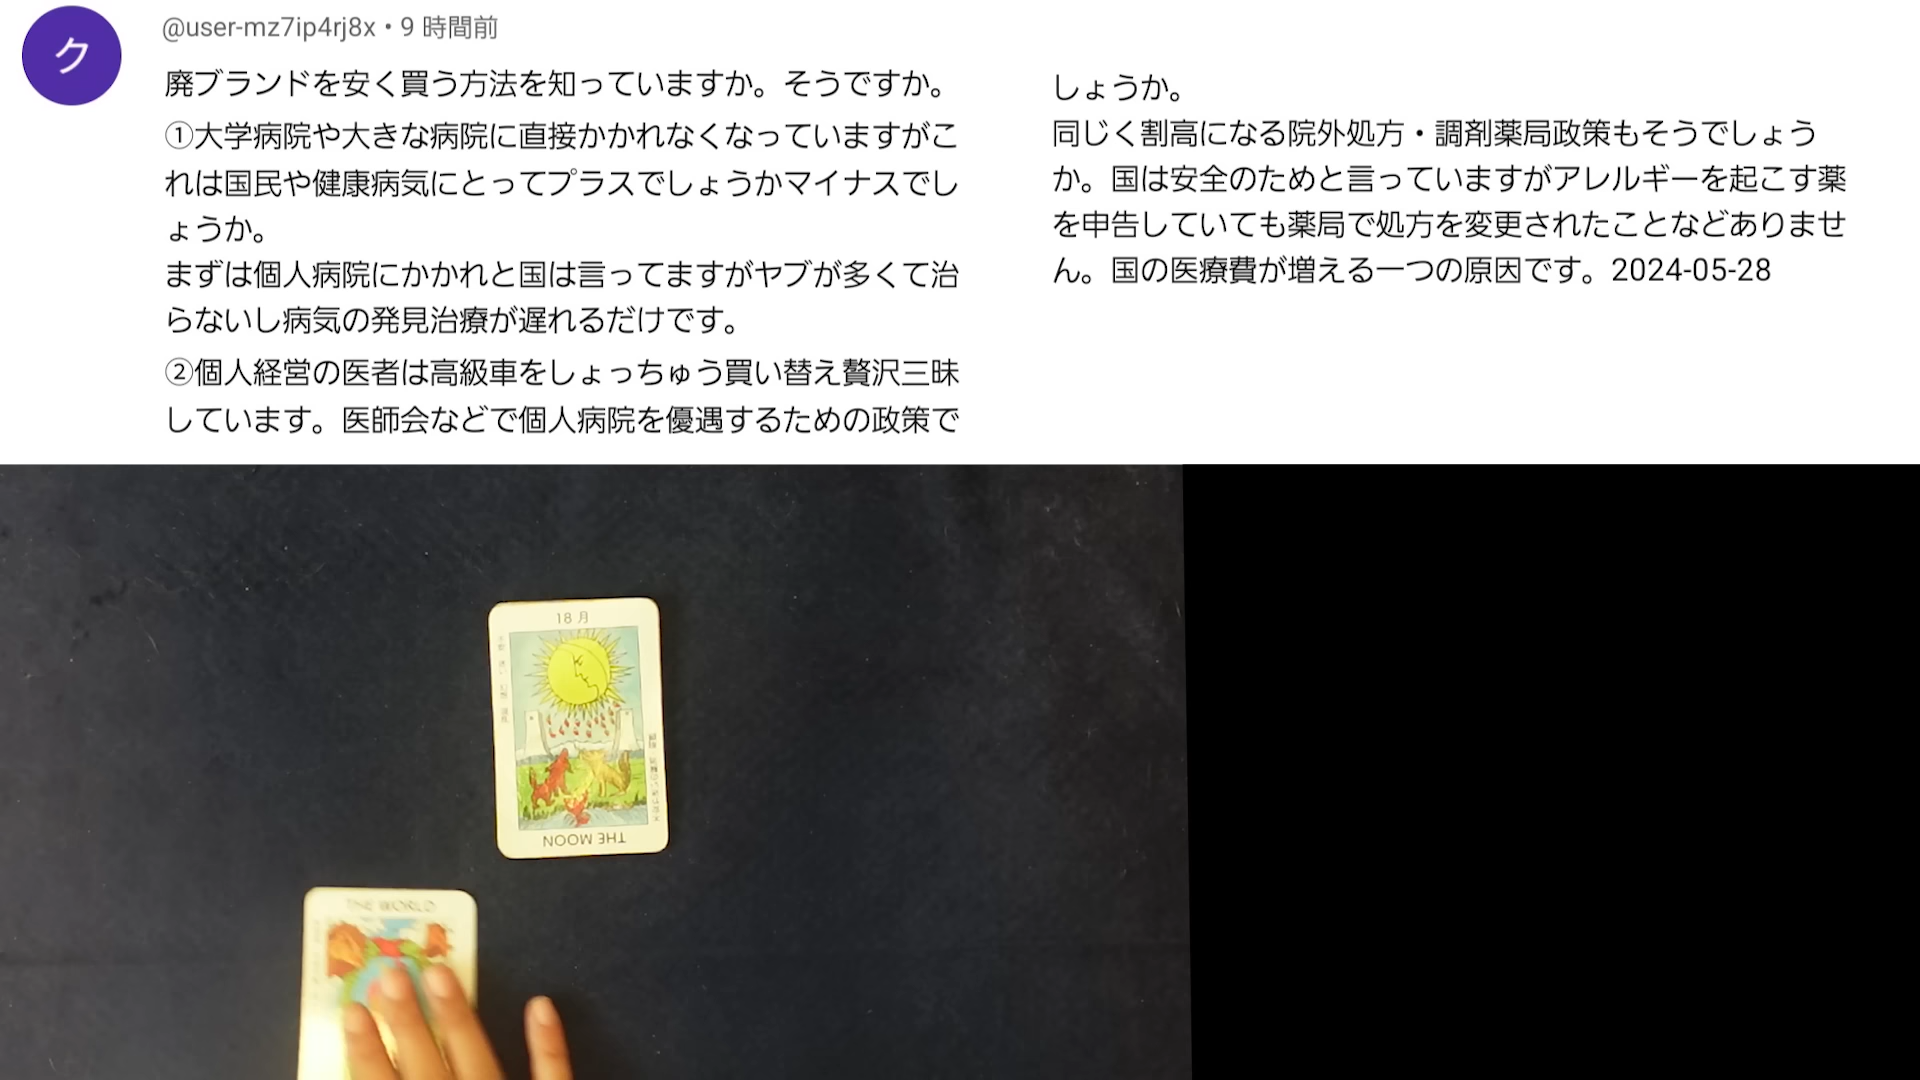 ク
@user-mz7ip4rj8x • 9 時間前
廃ブランドを安く買う方法を知っていますか。そうですか。
①大学病院や大きな病院に直接かかれなくなっていますがこ
れは国民や健康病気にとってプラスでしょうかマイナスでし
ょうか。
まずは個人病院にかかれと国は言ってますがヤブが多くて治
らないし病気の発見治療が遅れるだけです。
②個人経営の医者は高級車をしょっちゅう買い替え贅沢三昧
しています。医師会などで個人病院を優遇するための政策で
しょうか。
同じく割高になる院外処方・調剤薬局政策もそうでしょう
か。国は安全のためと言っていますがアレルギーを起こす薬
を申告していても薬局で処方を変更されたことなどありませ
ん。国の医療費が増える一つの原因です。2024-05-28
18 月
THE MOON
THE WORLD